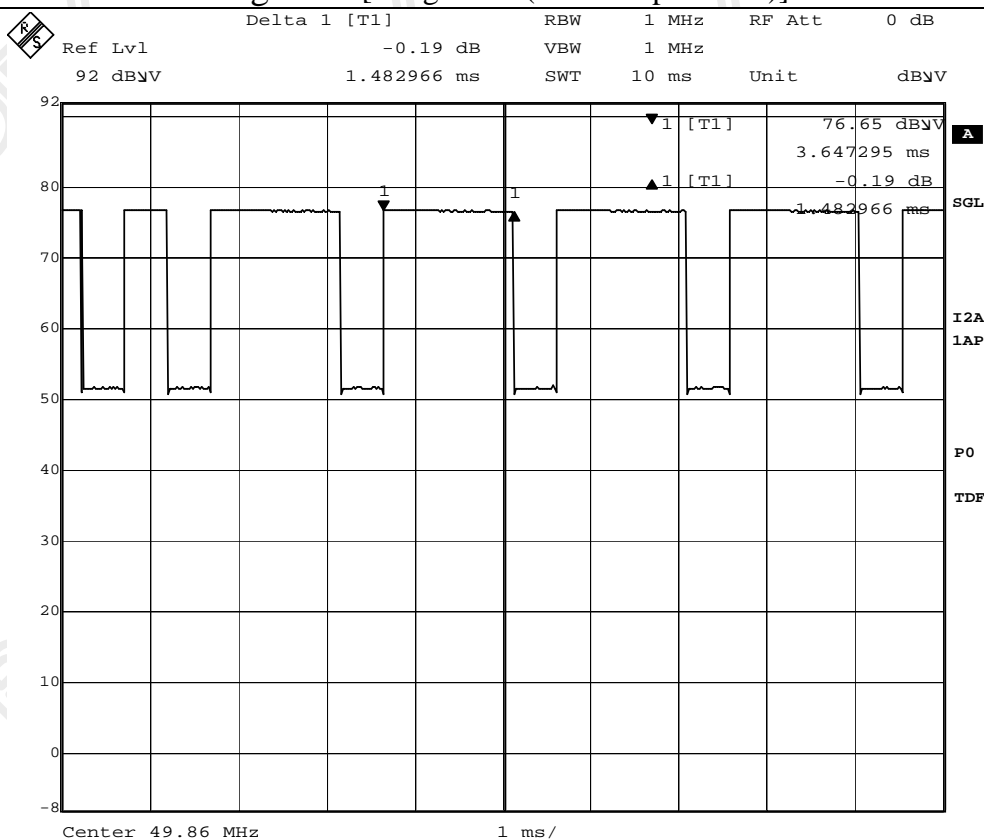 Delta 1 [T1] RBW 1 MHz RF Att 0 dB
Ref Lvl -0.19 dB VBW 1 MHz
92 dBµV 1.482966 ms SWT 10 ms Unit dBµV
92
1 [T1] 76.65 dBµV
A
3.647295 ms
80
1
1
1 [T1] -0.19 dB
SGL
1.482966 ms
70
60
I2A
1AP
50
P0
40
TDF
30
20
10
0
-8
Center 49.86 MHz 1 ms/
R S